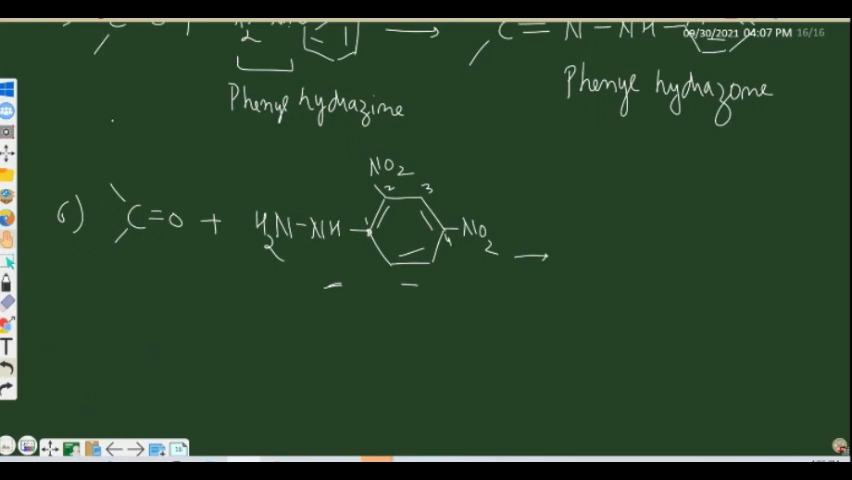 C = N - NH
09/30/2021 04:07 PM 16/16
Phenyl hydrazine
Phenyl hydrazone
NO2
6) C=O + H2N-NH 1 2 3 4 NO2 →
T